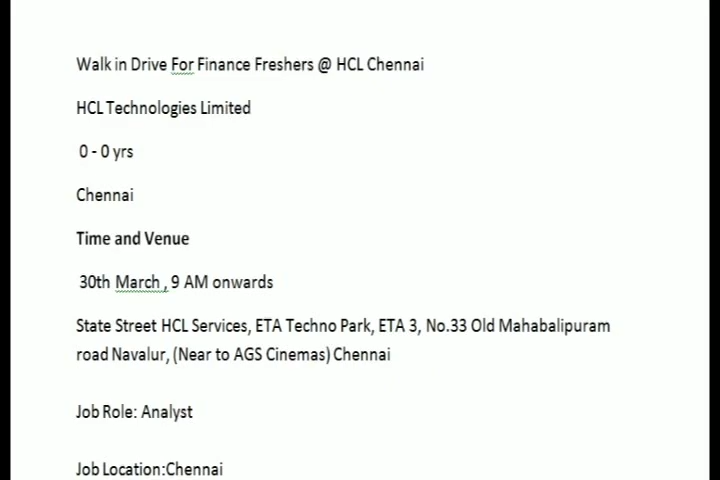 Walk in Drive For Finance Freshers @ HCL Chennai
HCL Technologies Limited
0 - 0 yrs
Chennai
Time and Venue
30th March , 9 AM onwards
State Street HCL Services, ETA Techno Park, ETA 3, No.33 Old Mahabalipuram
road Navalur, (Near to AGS Cinemas) Chennai
Job Role: Analyst
Job Location:Chennai